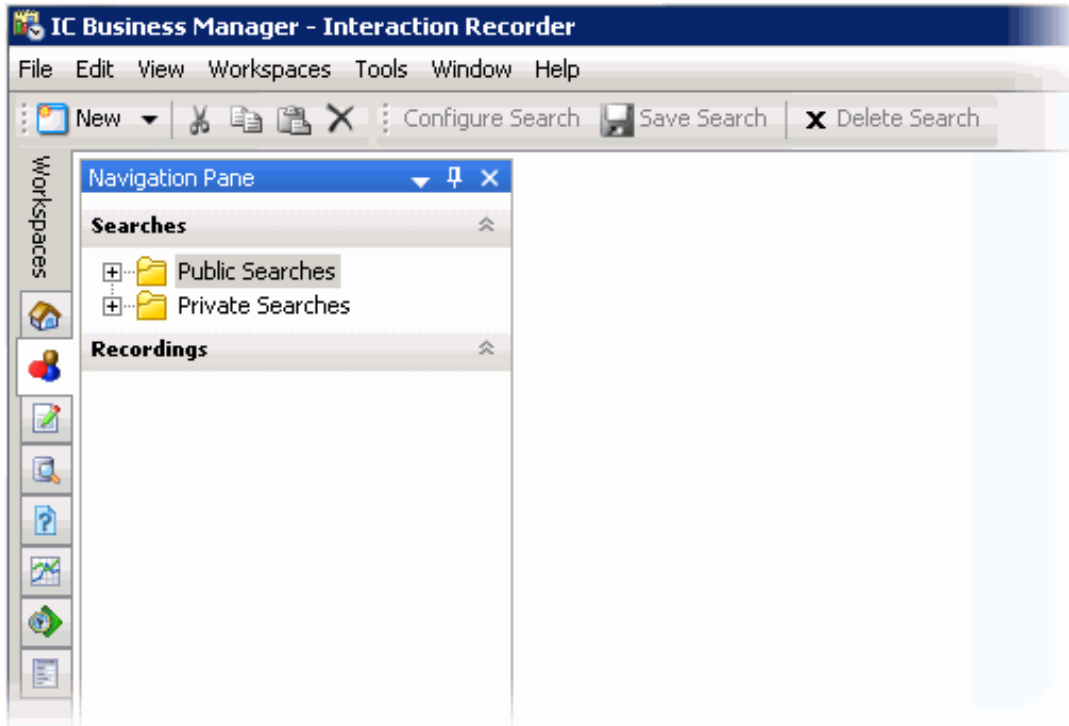 IC Business Manager - Interaction Recorder
File Edit View Workspaces Tools Window Help
New Configure Search Save Search x Delete Search
Workspaces
Navigation Pane
Searches
Public Searches
Private Searches
Recordings